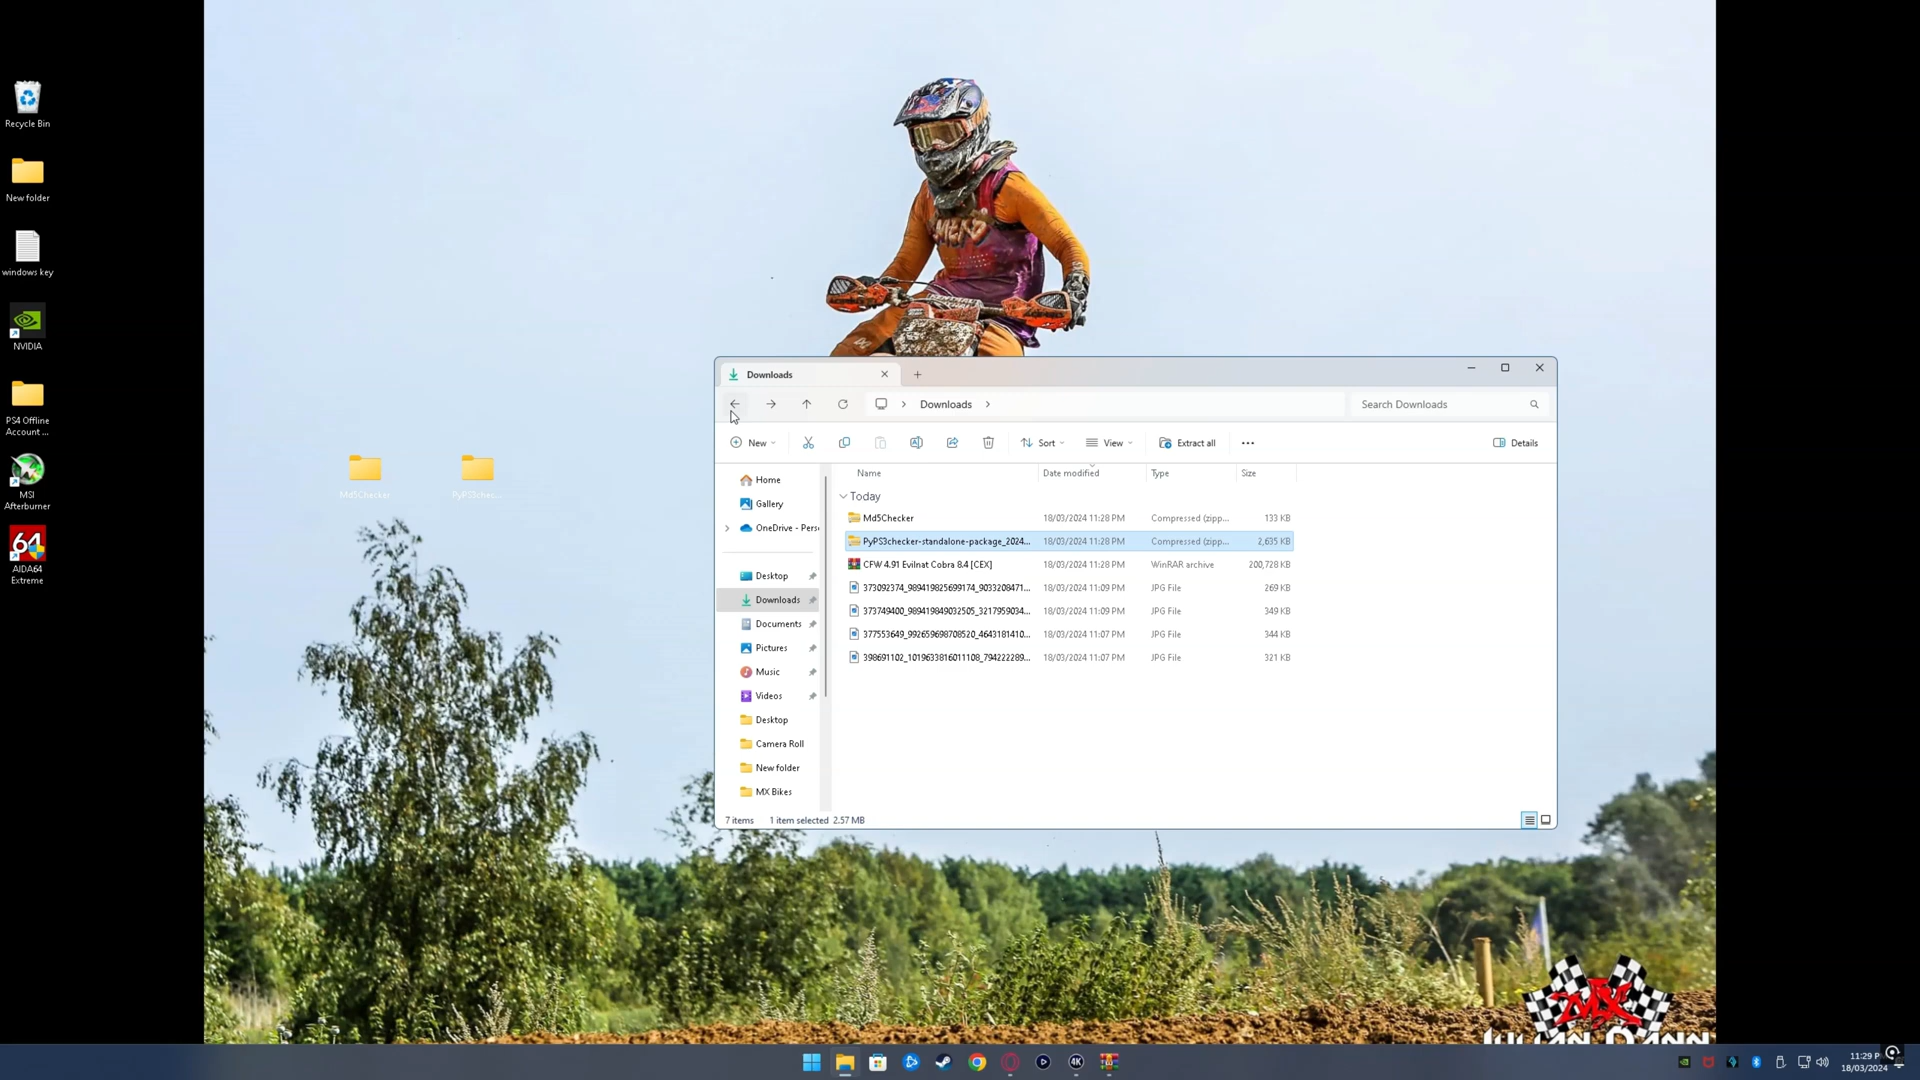 Recycle Bin
New folder
windows key
NVIDIA
PS4 Offline
Account ...
MSI
Afterburner
64
AIDA64
Extreme
Md5Checker
PyPS3chec...
Downloads
Downloads
Search Downloads
New
Sort
View
Extract all
Details
Home
Gallery
OneDrive - Pers
Desktop
Downloads
Documents
Pictures
Music
Videos
Desktop
Camera Roll
New folder
MX Bikes
Name Date modified Type Size
Today
Md5Checker 18/03/2024 11:28 PM Compressed (zipp... 133 KB
PyPS3checker-standalone-package_2024... 18/03/2024 11:28 PM Compressed (zipp... 2,635 KB
CFW 4.91 Evilnat Cobra 8.4 [CEX] 18/03/2024 11:28 PM WinRAR archive 200,728 KB
373092374_989419825699174_9033208471... 18/03/2024 11:09 PM JPG File 269 KB
373749400_989419849032505_3217959034... 18/03/2024 11:09 PM JPG File 349 KB
377553649_992659698708520_4643181410... 18/03/2024 11:07 PM JPG File 344 KB
398691102_1019633816011108_794222289... 18/03/2024 11:07 PM JPG File 321 KB
7 items 1 item selected 2.57 MB
MX
JULIAN DANN
4K
11:29 P
18/03/2024